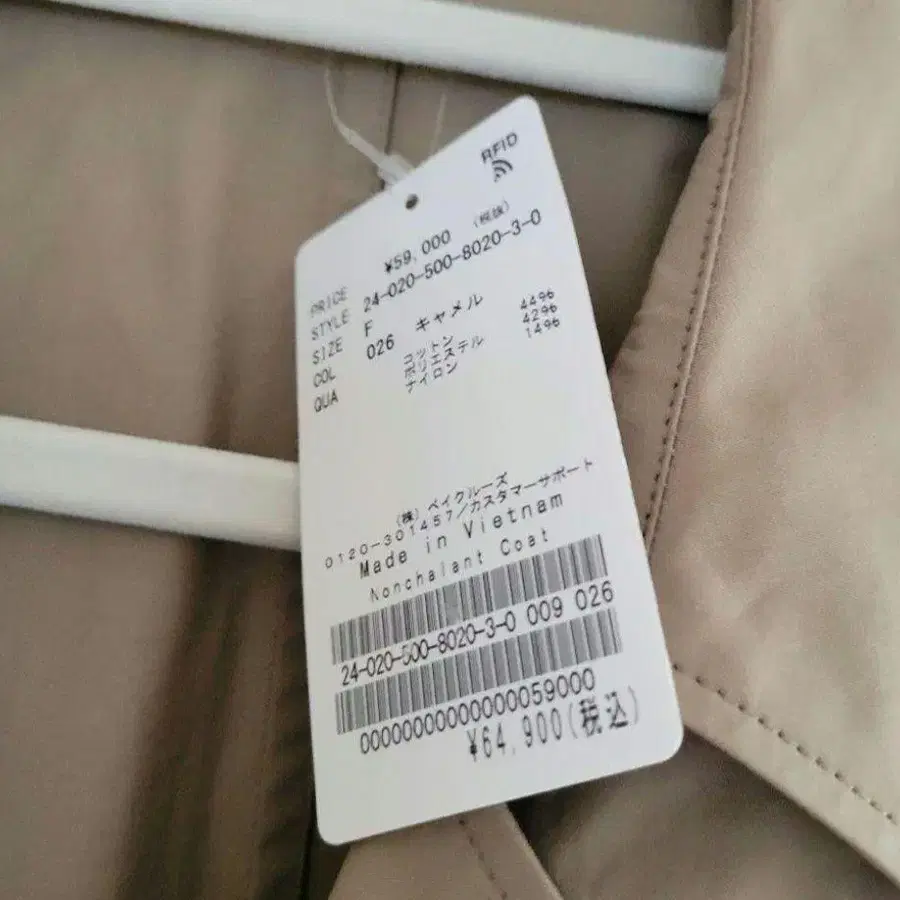 RFID
PRICE ¥59,000 (税抜)
STYLE 24-020-500-8020-3-0
SIZE F
COL 026 キャメル
QUA コットン 44%
ポリエステル 42%
ナイロン 14%
(株) ベイクルーズ
0120-301457/カスタマーサポート
Made in Vietnam
Nonchalant Coat
24-020-500-8020-3-0 009 026
0000000000000059000
¥64,900(税込)